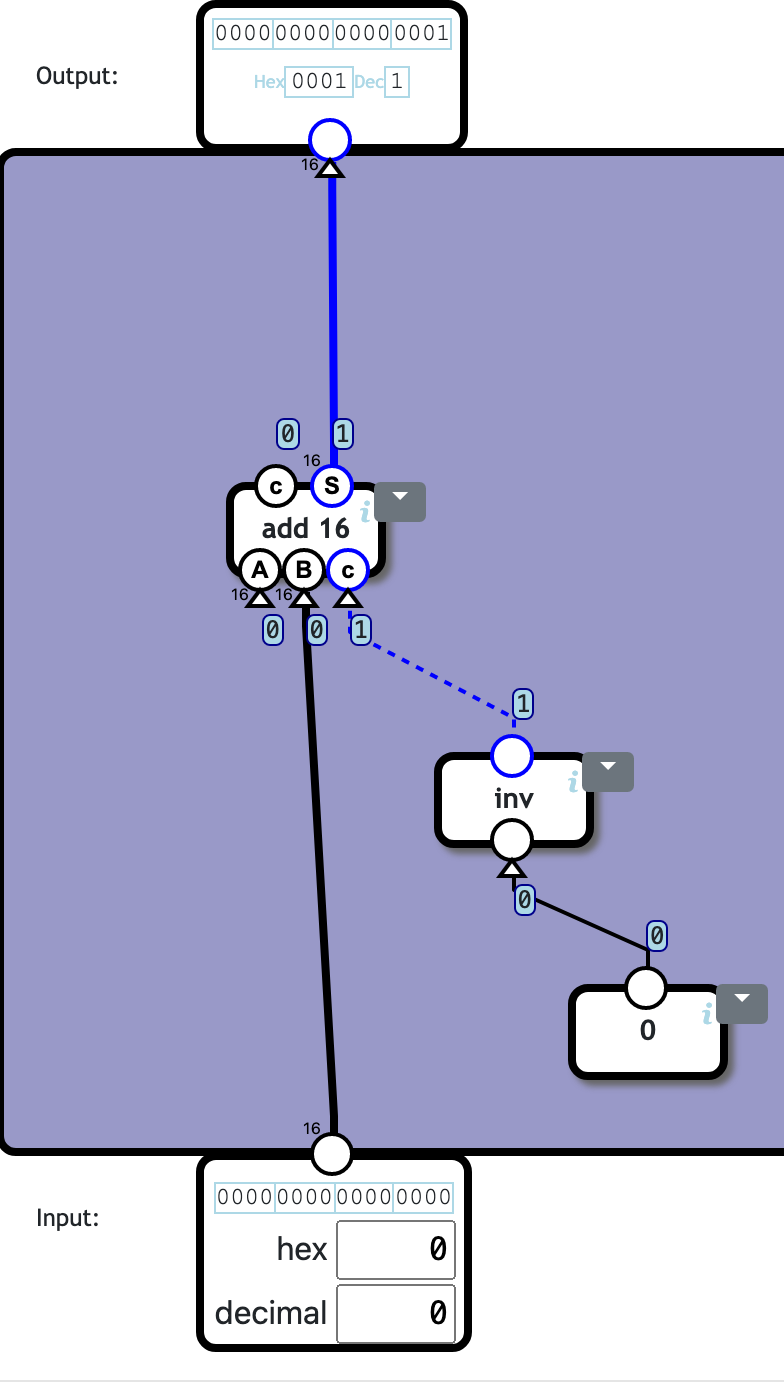 0000 0000 0000 0001
Output:
Hex 0001 Dec 1
16
0 1
16
c S
i
add 16
A B c
16 16
0 0 1
1
i
inv
0
0
i
0
16
0000 0000 0000 0000
Input:
hex 0
decimal 0